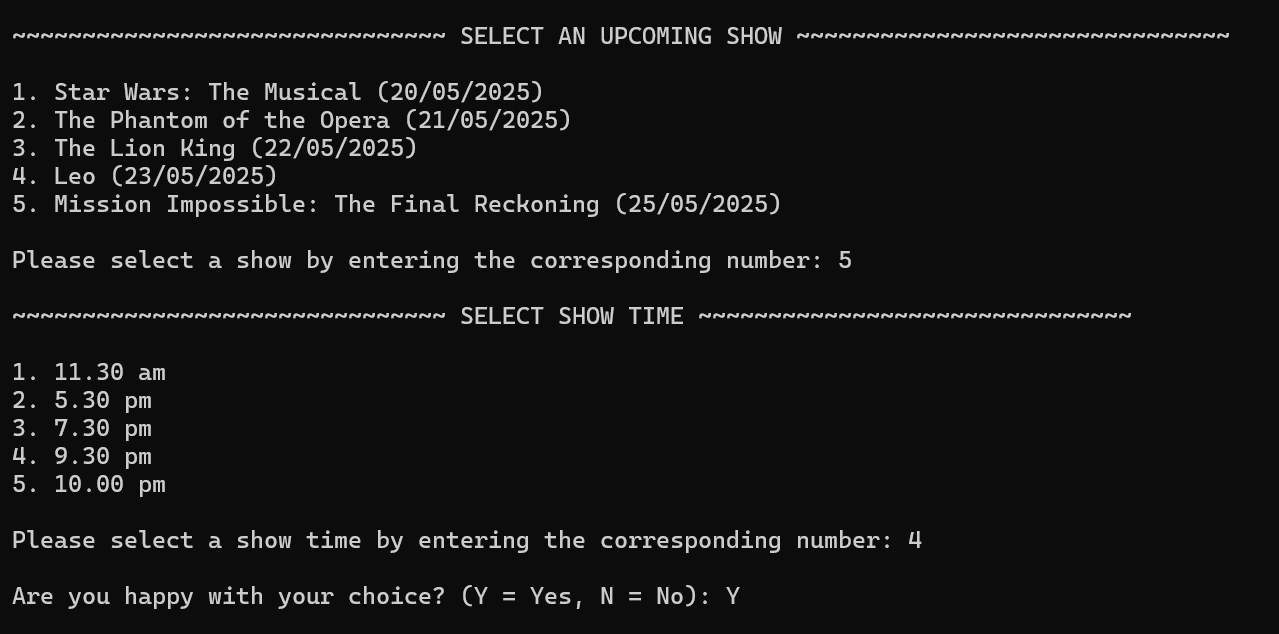 ~~~~~~~~~~~~~~~~~~~~~~~~~~~~~~~ SELECT AN UPCOMING SHOW ~~~~~~~~~~~~~~~~~~~~~~~~~~~~~~~
1. Star Wars: The Musical (20/05/2025)
2. The Phantom of the Opera (21/05/2025)
3. The Lion King (22/05/2025)
4. Leo (23/05/2025)
5. Mission Impossible: The Final Reckoning (25/05/2025)
Please select a show by entering the corresponding number: 5
~~~~~~~~~~~~~~~~~~~~~~~~~~~~~~~ SELECT SHOW TIME ~~~~~~~~~~~~~~~~~~~~~~~~~~~~~~~
1. 11.30 am
2. 5.30 pm
3. 7.30 pm
4. 9.30 pm
5. 10.00 pm
Please select a show time by entering the corresponding number: 4
Are you happy with your choice? (Y = Yes, N = No): Y